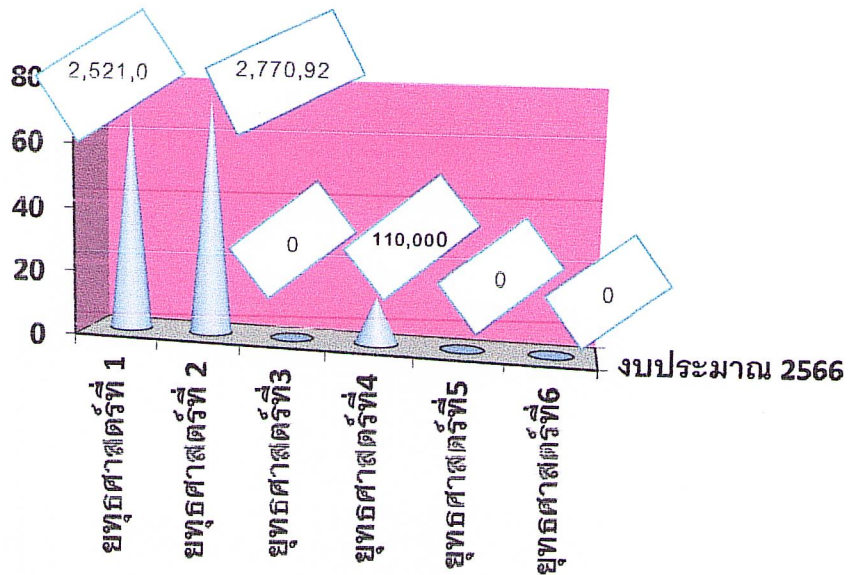 80
60
40
20
0
2,521,0
2,770,92
0
110,000
0
0
ยุทธศาสตร์ที่ 1
ยุทธศาสตร์ที่ 2
ยุทธศาสตร์ที่3
ยุทธศาสตร์ที่4
ยุทธศาสตร์ที่5
ยุทธศาสตร์ที่6
งบประมาณ 2566